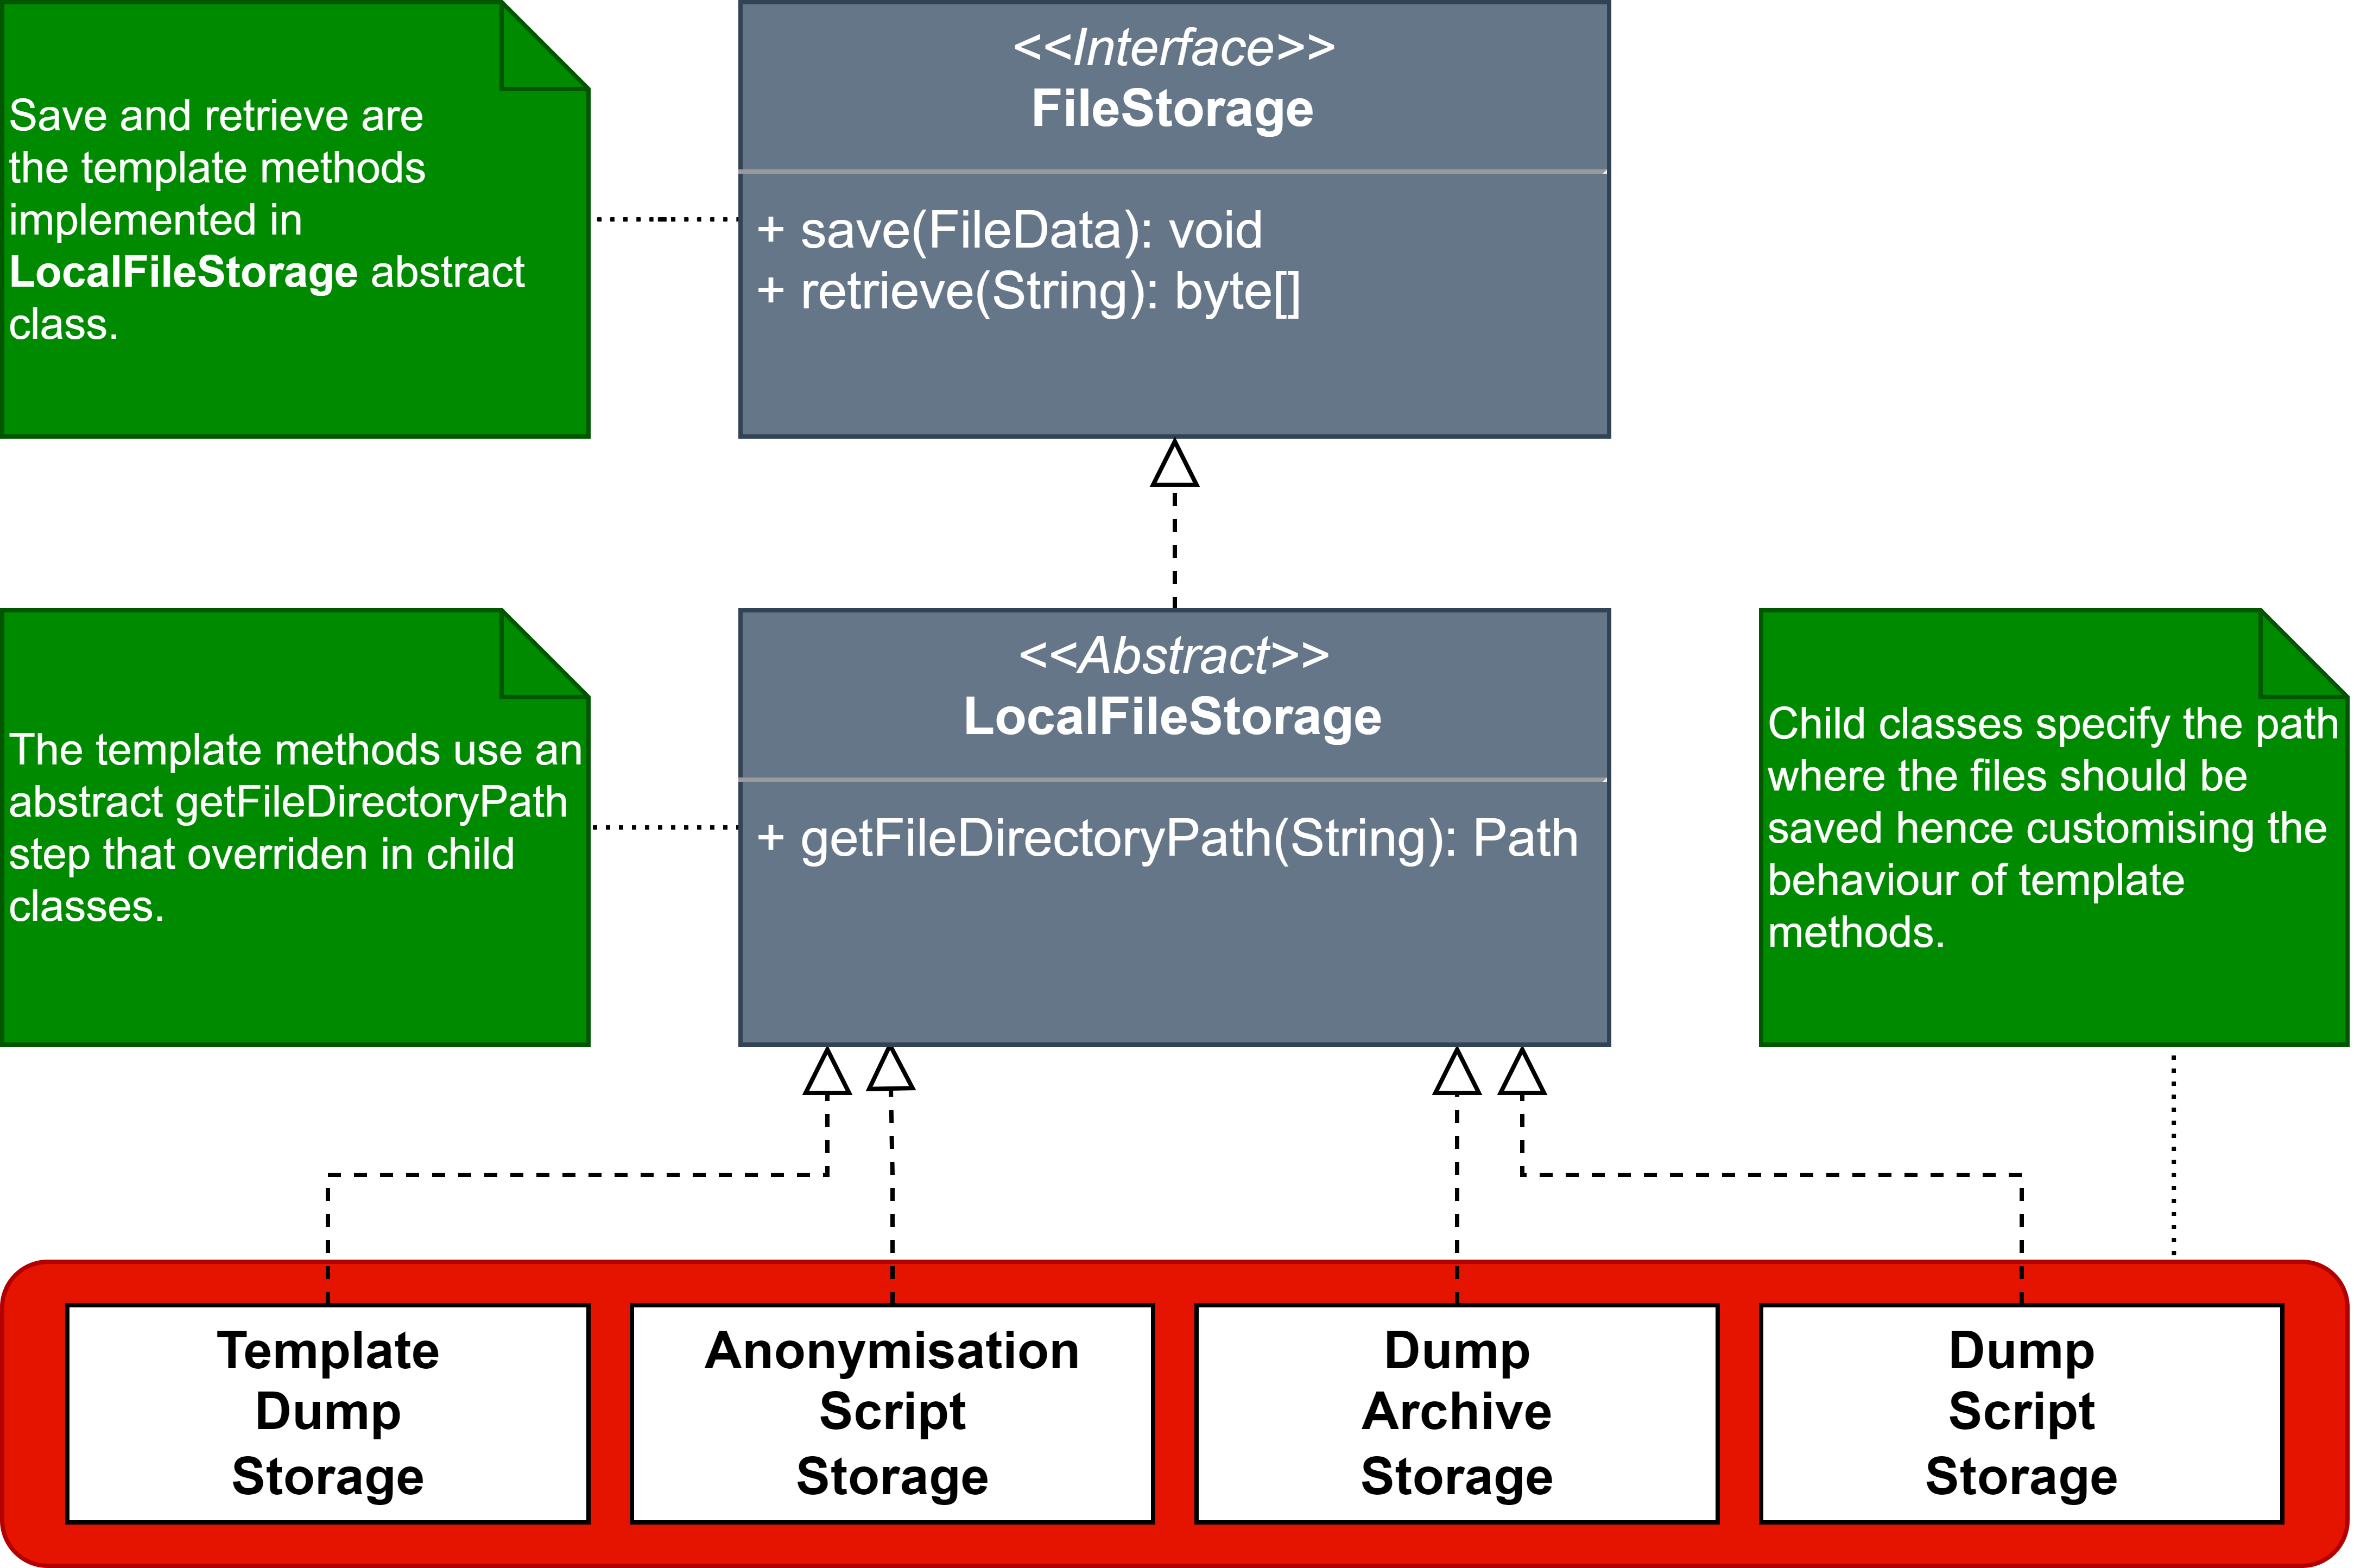 Save and retrieve are
the template methods
implemented in
LocalFileStorage abstract
class.
<<Interface>>
FileStorage
+ save(FileData): void
+ retrieve(String): byte[]
The template methods use an
abstract getFileDirectoryPath
step that overriden in child
classes.
<<Abstract>>
LocalFileStorage
+ getFileDirectoryPath(String): Path
Child classes specify the path
where the files should be
saved hence customising the
behaviour of template
methods.
Template
Dump
Storage
Anonymisation
Script
Storage
Dump
Archive
Storage
Dump
Script
Storage